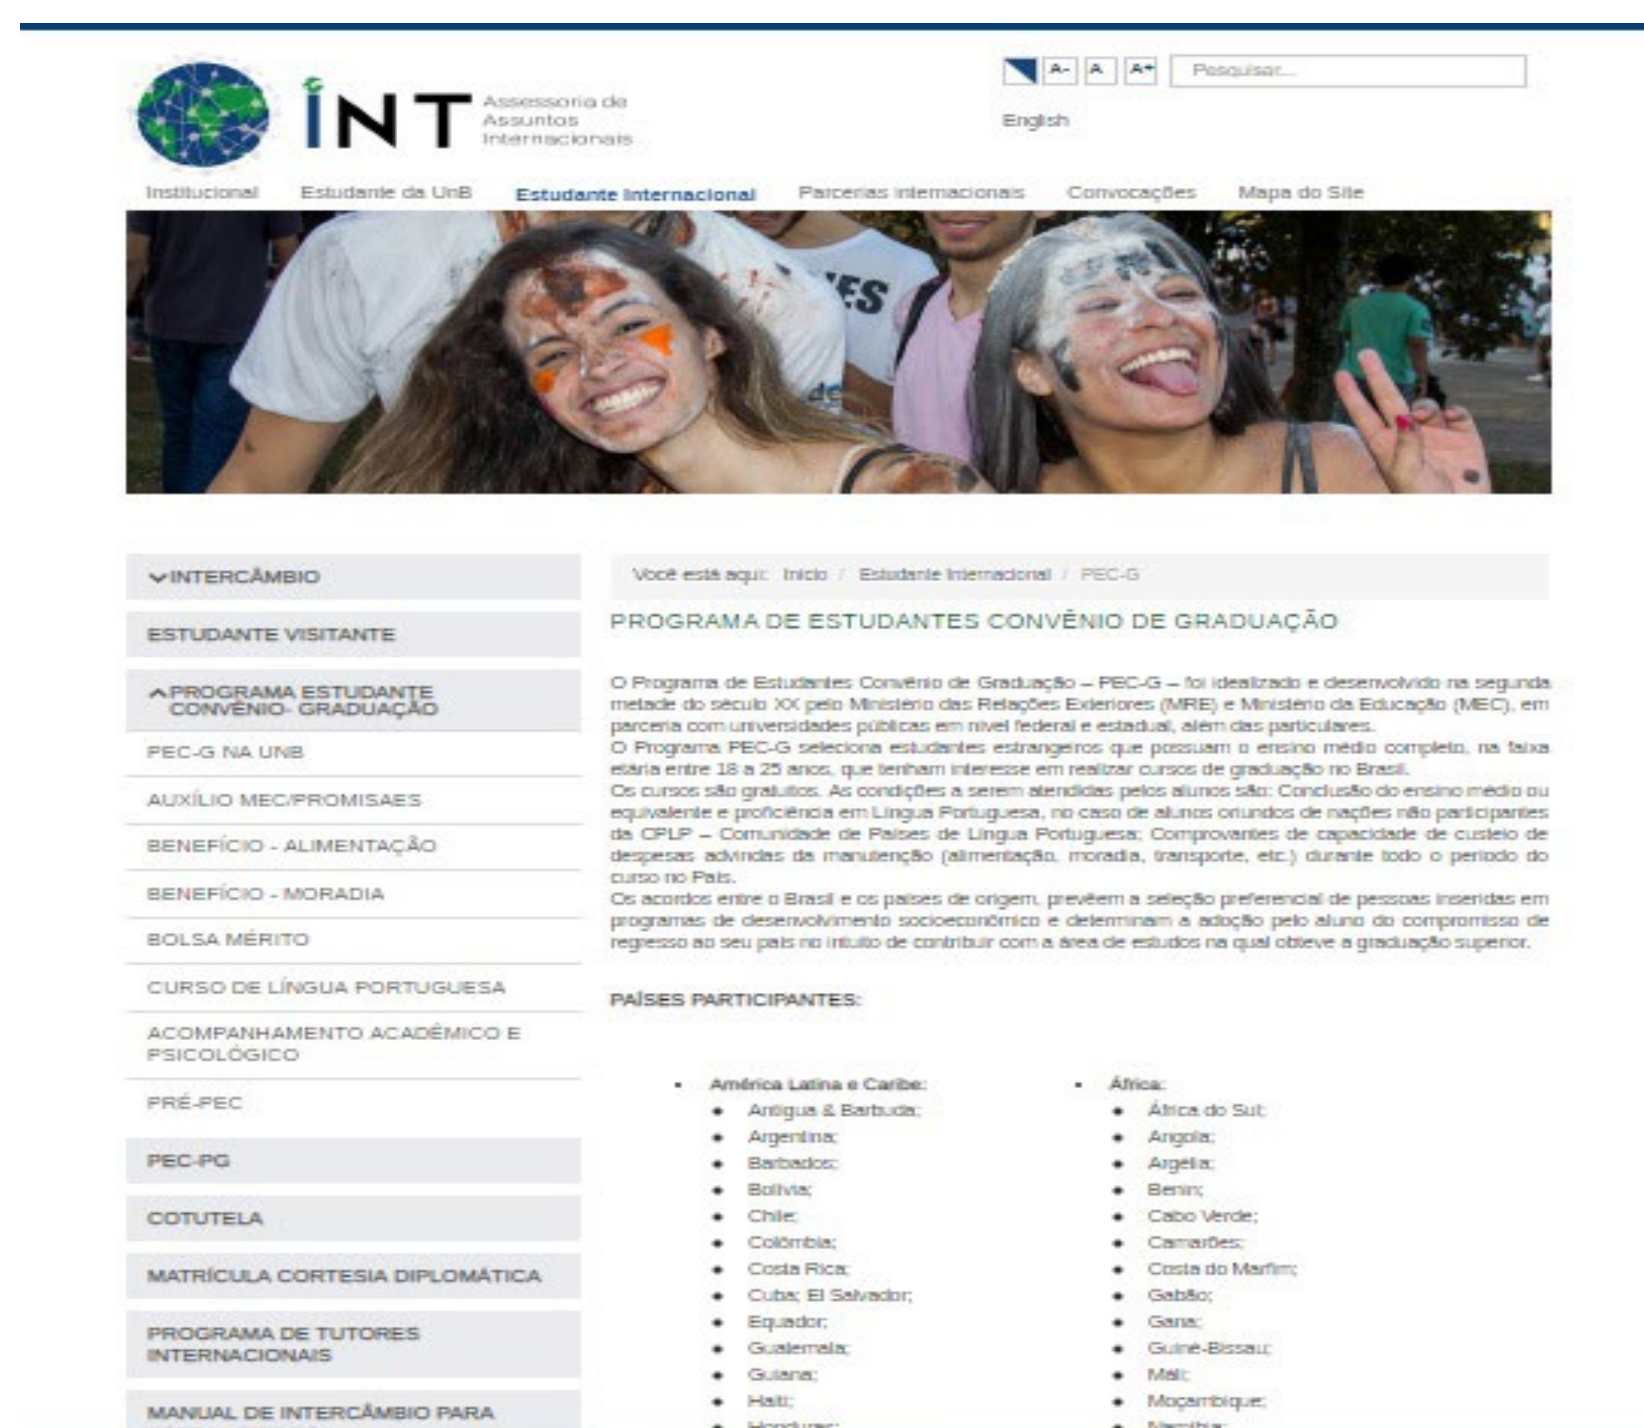 A- A A+ Pesquisar...
INT Assessoria de
Assuntos
Internacionais
English
Institucional Estudante da UnB Estudante Internacional Parcerias internacionais Convocações Mapa do Site
INTERCÂMBIO
ESTUDANTE VISITANTE
PROGRAMA ESTUDANTE
CONVÊNIO- GRADUAÇÃO
PEC-G NA UNB
AUXÍLIO MEC/PROMISAES
BENEFÍCIO - ALIMENTAÇÃO
BENEFÍCIO - MORADIA
BOLSA MÉRITO
CURSO DE LÍNGUA PORTUGUESA
ACOMPANHAMENTO ACADÊMICO E
PSICOLÓGICO
PRÉ-PEC
PEC-PG
COTUTELA
MATRÍCULA CORTESIA DIPLOMÁTICA
PROGRAMA DE TUTORES
INTERNACIONAIS
MANUAL DE INTERCÂMBIO PARA
Você está aqui: Início / Estudante Internacional / PEC-G
PROGRAMA DE ESTUDANTES CONVÊNIO DE GRADUAÇÃO
O Programa de Estudantes Convênio de Graduação – PEC-G – foi idealizado e desenvolvido na segunda
metade do século XX pelo Ministério das Relações Exteriores (MRE) e Ministério da Educação (MEC), em
parceria com universidades públicas em nível federal e estadual, além das particulares.
O Programa PEC-G seleciona estudantes estrangeiros que possuam o ensino médio completo, na faixa
etária entre 18 a 25 anos, que tenham interesse em realizar cursos de graduação no Brasil.
Os cursos são gratuitos. As condições a serem atendidas pelos alunos são: Conclusão do ensino médio ou
equivalente e proficiência em Língua Portuguesa, no caso de alunos oriundos de nações não participantes
da CPLP – Comunidade de Países de Língua Portuguesa; Comprovantes de capacidade de custeio de
despesas advindas da manutenção (alimentação, moradia, transporte, etc.) durante todo o período do
curso no País.
Os acordos entre o Brasil e os países de origem, prevêem a seleção preferencial de pessoas inseridas em
programas de desenvolvimento socioeconômico e determinam a adoção pelo aluno do compromisso de
regresso ao seu país no intuito de contribuir com a área de estudos na qual obteve a graduação superior.
PAÍSES PARTICIPANTES:
América Latina e Caribe:
Antigua & Barbuda;
Argentina;
Barbados;
Bolívia;
Chile;
Colômbia;
Costa Rica;
Cuba; El Salvador;
Equador;
Guatemala;
Guiana;
Haiti;
Honduras;
África:
África do Sul;
Angola;
Argélia;
Benin;
Cabo Verde;
Camarões;
Costa do Marfim;
Gabão;
Gana;
Guiné-Bissau;
Máli;
Moçambique;
Namíbia;